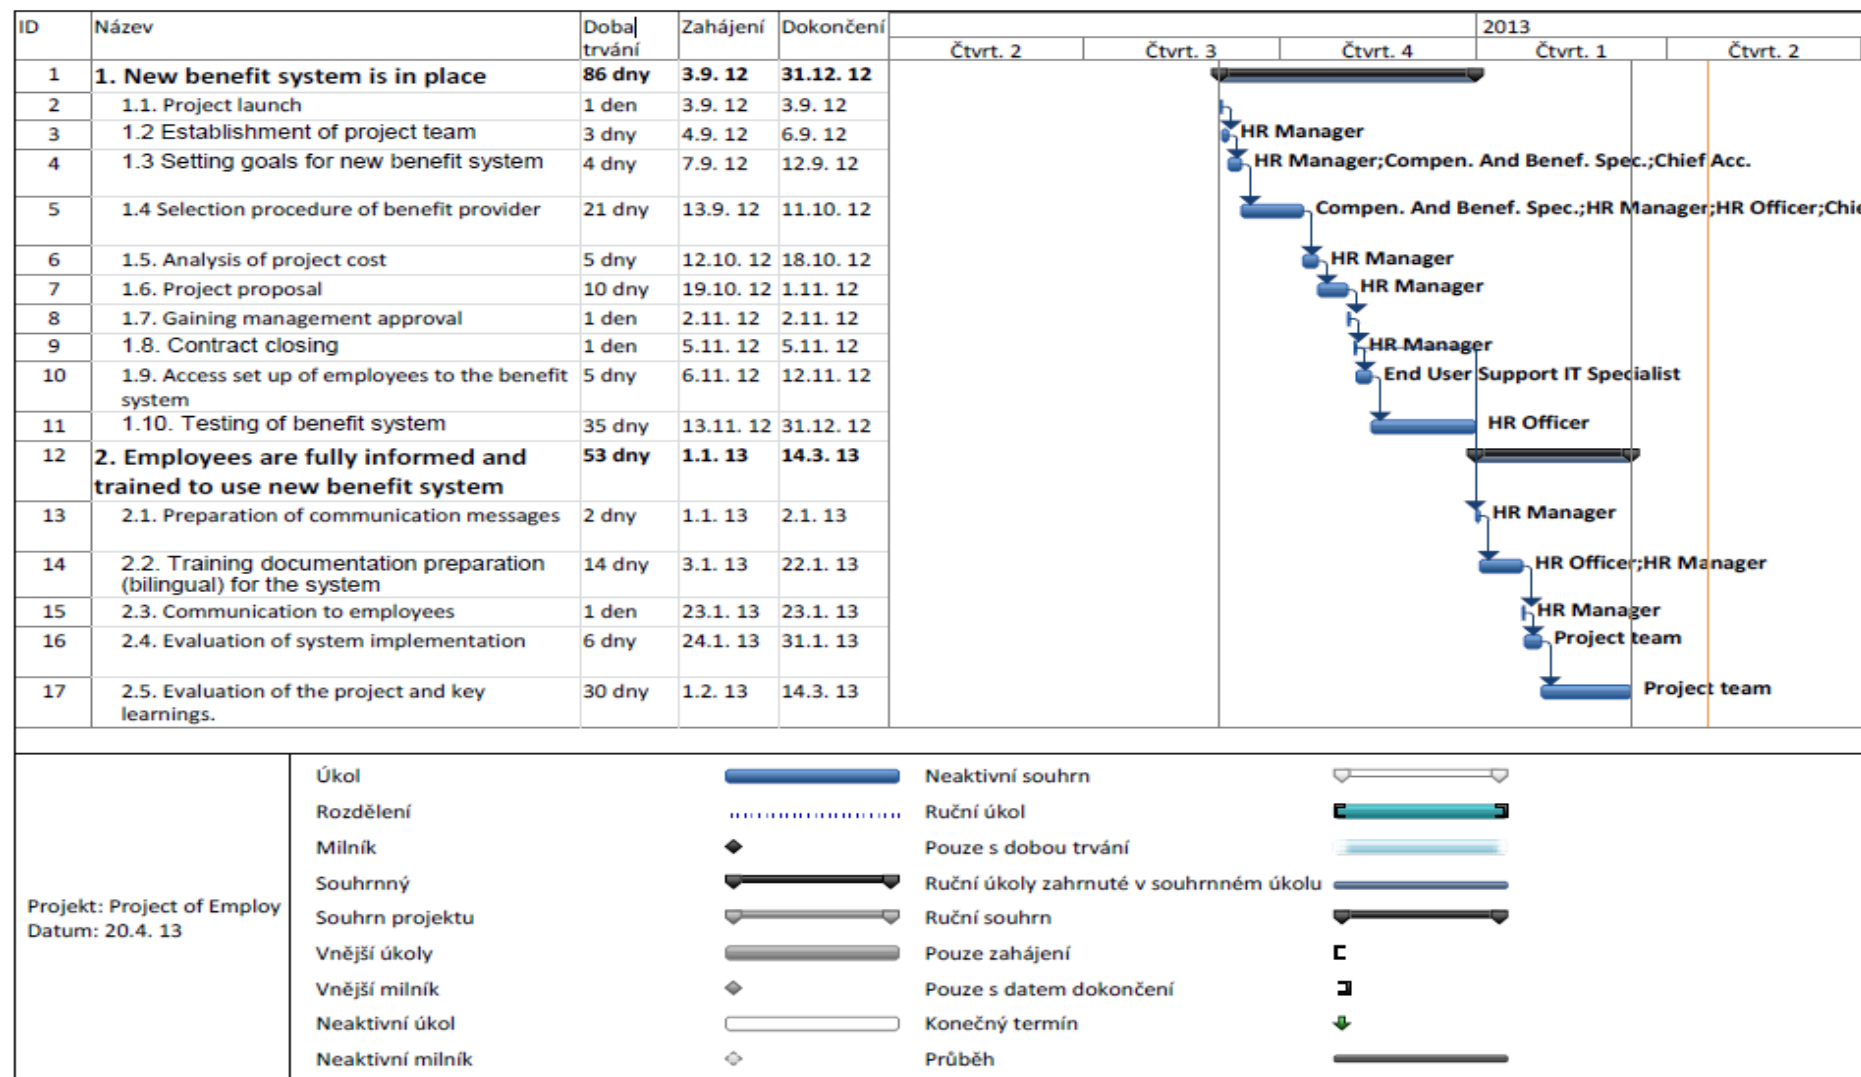 ID Název Doba Zahájení Dokončení 2013
trvání Čtvrt. 2 Čtvrt. 3 Čtvrt. 4 Čtvrt. 1 Čtvrt. 2
1 1. New benefit system is in place 86 dny 3.9. 12 31.12. 12
2 1.1. Project launch 1 den 3.9. 12 3.9. 12
3 1.2 Establishment of project team 3 dny 4.9. 12 6.9. 12 HR Manager
4 1.3 Setting goals for new benefit system 4 dny 7.9. 12 12.9. 12 HR Manager;Compen. And Benef. Spec.;Chief Acc.
5 1.4 Selection procedure of benefit provider 21 dny 13.9. 12 11.10. 12 Compen. And Benef. Spec.;HR Manager;HR Officer;Chie
6 1.5. Analysis of project cost 5 dny 12.10. 12 18.10. 12 HR Manager
7 1.6. Project proposal 10 dny 19.10. 12 1.11. 12 HR Manager
8 1.7. Gaining management approval 1 den 2.11. 12 2.11. 12
9 1.8. Contract closing 1 den 5.11. 12 5.11. 12 HR Manager
10 1.9. Access set up of employees to the benefit 5 dny 6.11. 12 12.11. 12 End User Support IT Specialist
system
11 1.10. Testing of benefit system 35 dny 13.11. 12 31.12. 12 HR Officer
12 2. Employees are fully informed and 53 dny 1.1. 13 14.3. 13
trained to use new benefit system
13 2.1. Preparation of communication messages 2 dny 1.1. 13 2.1. 13 HR Manager
14 2.2. Training documentation preparation 14 dny 3.1. 13 22.1. 13 HR Officer;HR Manager
(bilingual) for the system
15 2.3. Communication to employees 1 den 23.1. 13 23.1. 13 HR Manager
16 2.4. Evaluation of system implementation 6 dny 24.1. 13 31.1. 13 Project team
17 2.5. Evaluation of the project and key 30 dny 1.2. 13 14.3. 13 Project team
learnings.
Projekt: Project of Employ
Datum: 20.4. 13
Úkol
Rozdělení
Milník
Souhrnný
Souhrn projektu
Vnější úkoly
Vnější milník
Neaktivní úkol
Neaktivní milník
Neaktivní souhrn
Ruční úkol
Pouze s dobou trvání
Ruční úkoly zahrnuté v souhrnném úkolu
Ruční souhrn
Pouze zahájení
Pouze s datem dokončení
Konečný termín
Průběh